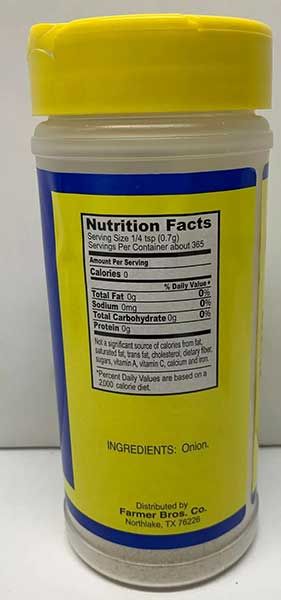 Nutrition Facts
Serving Size 1/4 tsp (0.7g)
Servings Per Container about 365
Amount Per Serving
Calories 0
% Daily Value*
Total Fat 0g 0%
Sodium 0mg 0%
Total Carbohydrate 0g 0%
Protein 0g
Not a significant source of calories from fat,
saturated fat, trans fat, cholesterol, dietary fiber,
sugars, vitamin A, vitamin C, calcium and iron.
*Percent Daily Values are based on a
2,000 calorie diet.
INGREDIENTS: Onion.
Distributed by
Farmer Bros. Co.
Northlake, TX 76226